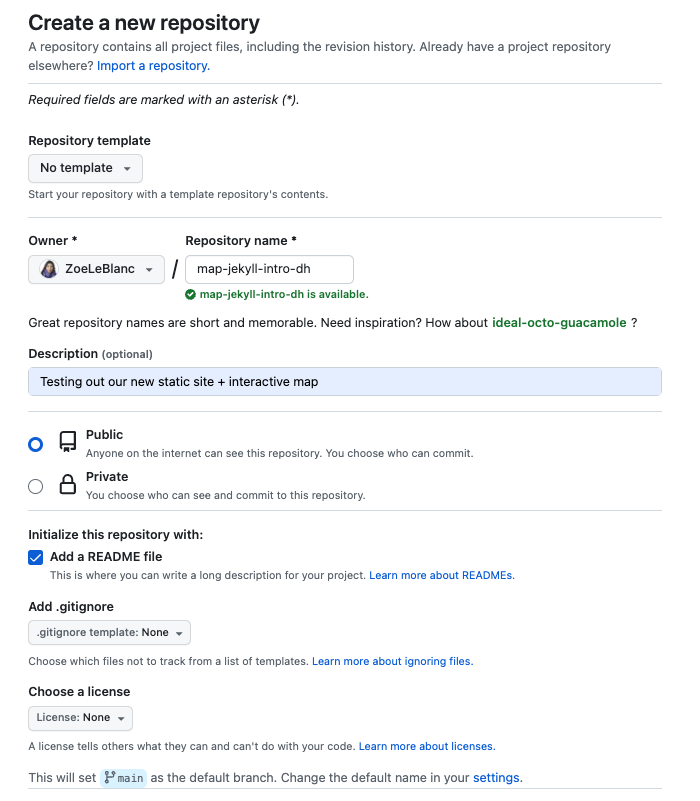 Create a new repository
A repository contains all project files, including the revision history. Already have a project repository
elsewhere? Import a repository.
Required fields are marked with an asterisk (*).
Repository template
No template
Start your repository with a template repository's contents.
Owner * Repository name *
ZoeLeBlanc / map-jekyll-intro-dh
map-jekyll-intro-dh is available.
Great repository names are short and memorable. Need inspiration? How about ideal-octo-guacamole ?
Description (optional)
Testing out our new static site + interactive map
Public
Anyone on the internet can see this repository. You choose who can commit.
Private
You choose who can see and commit to this repository.
Initialize this repository with:
Add a README file
This is where you can write a long description for your project. Learn more about READMEs.
Add .gitignore
.gitignore template: None
Choose which files not to track from a list of templates. Learn more about ignoring files.
Choose a license
License: None
A license tells others what they can and can't do with your code. Learn more about licenses.
This will set main as the default branch. Change the default name in your settings.